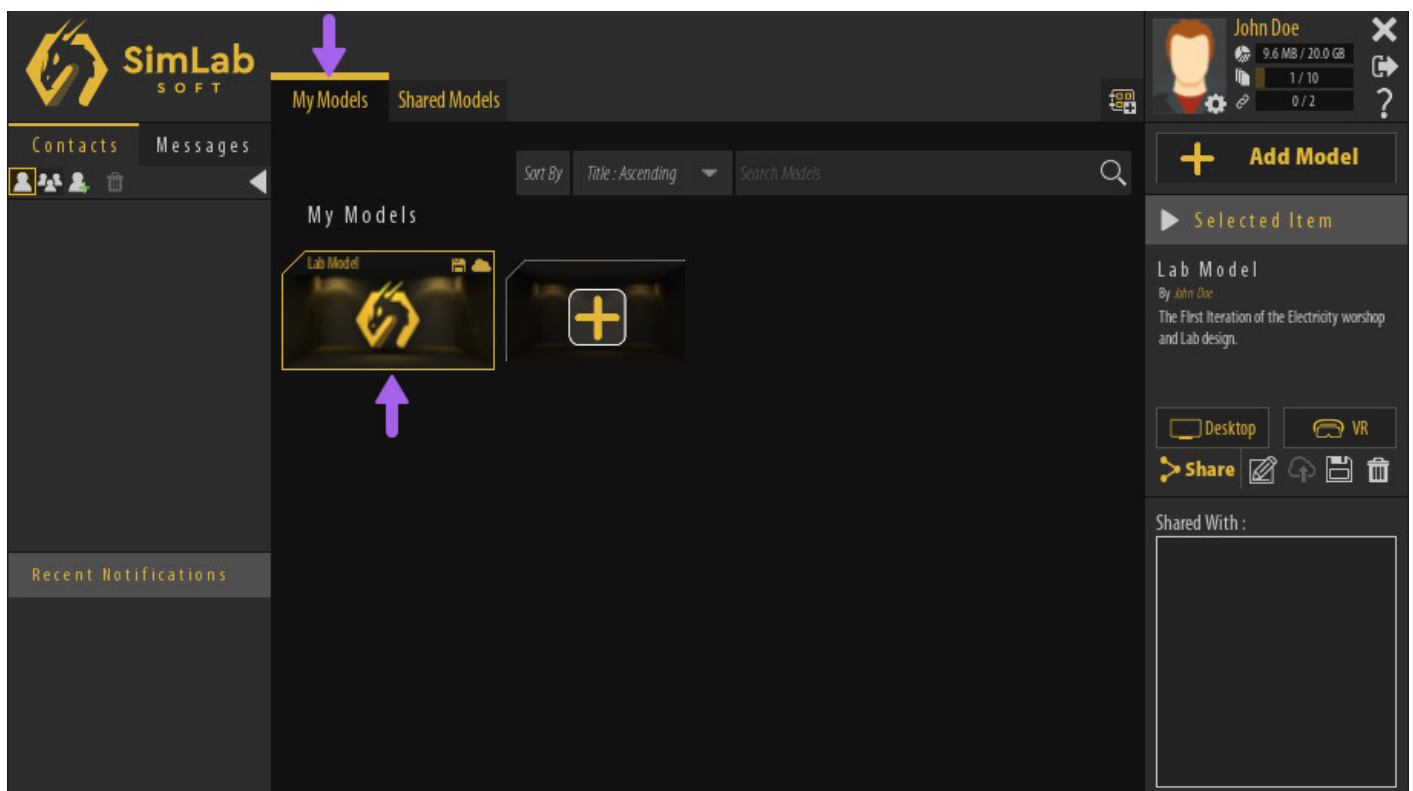 SimLab
SOFT
My Models
Shared Models
John Doe
9.6 MB / 20.0 GB
1 / 10
0 / 2
?
Contacts
Messages
Sort By
Title : Ascending
Search Models
Add Model
My Models
Selected Item
Lab Model
Lab Model
By John Doe
The FIrst Iteration of the Electricity worshop
and Lab design.
Desktop
VR
Share
Shared With :
Recent Notifications